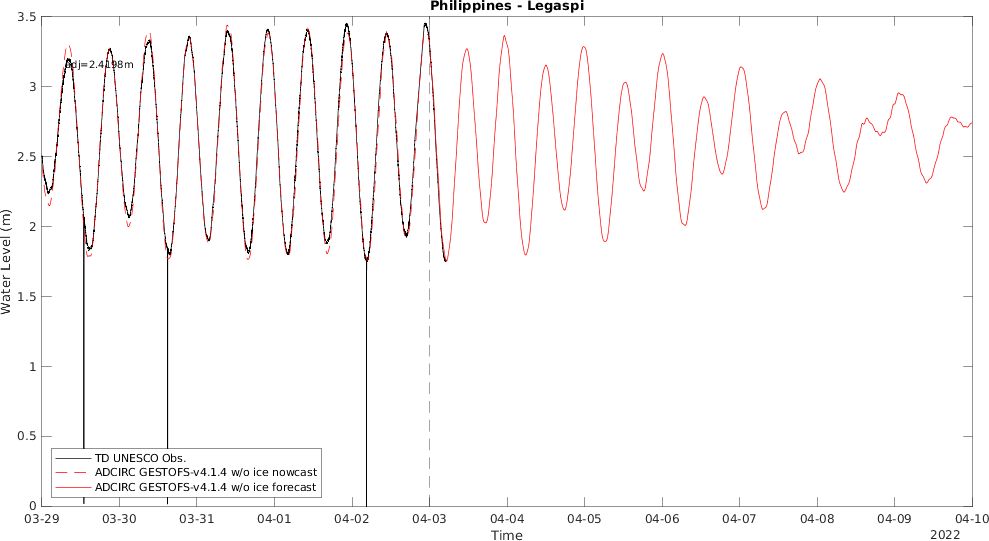 Philippines - Legaspi
3.5
adj=2.4198m
3
2.5
2
1.5
1
0.5
0
Water Level (m)
TD UNESCO Obs.
ADCIRC GESTOFS-v4.1.4 w/o ice nowcast
ADCIRC GESTOFS-v4.1.4 w/o ice forecast
03-29 03-30 03-31 04-01 04-02 04-03 04-04 04-05 04-06 04-07 04-08 04-09 04-10
Time
2022